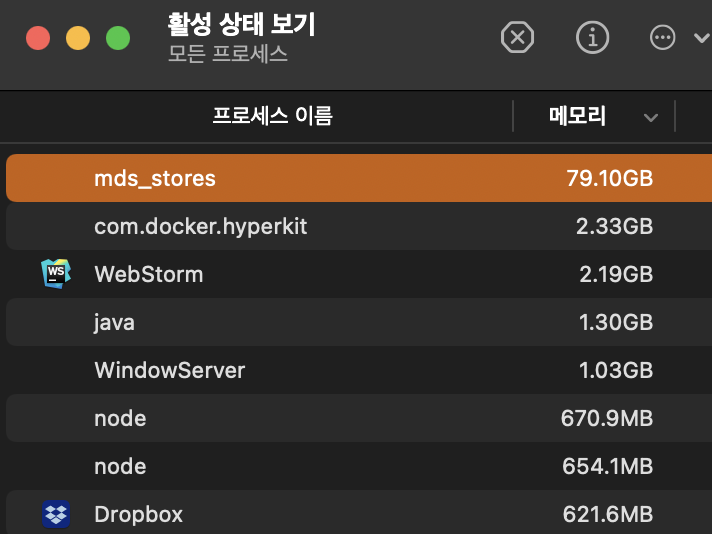 활성 상태 보기
모든 프로세스
프로세스 이름 메모리
mds_stores 79.10GB
com.docker.hyperkit 2.33GB
WS WebStorm 2.19GB
java 1.30GB
WindowServer 1.03GB
node 670.9MB
node 654.1MB
Dropbox 621.6MB